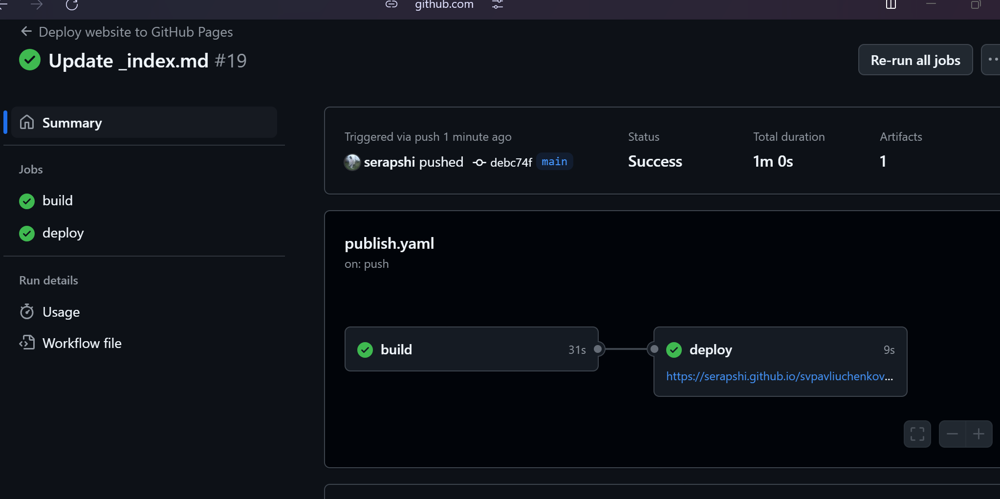 github.com
Deploy website to GitHub Pages
Update _index.md #19
Re-run all jobs
Summary
Jobs
build
deploy
Run details
Usage
Workflow file
Triggered via push 1 minute ago
serapshi pushed debc74f main
Status
Success
Total duration
1m 0s
Artifacts
1
publish.yaml
on: push
build 31s
deploy 9s
https://serapshi.github.io/svpavliuchenkov...